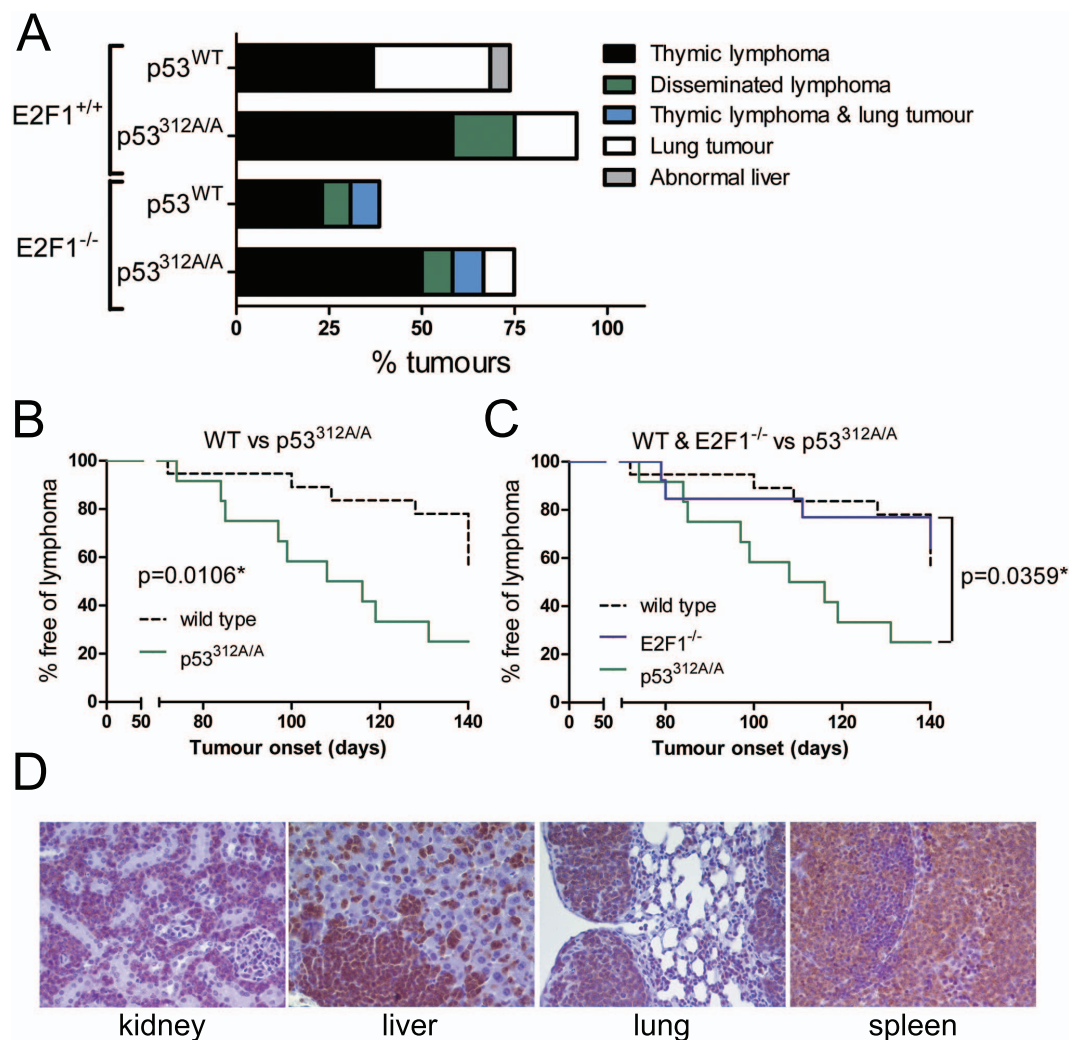 A
E2F1+/+
p53WT
p53312A/A
E2F1-/-
p53WT
p53312A/A
0 25 50 75 100
% tumours
Thymic lymphoma
Disseminated lymphoma
Thymic lymphoma & lung tumour
Lung tumour
Abnormal liver
B
WT vs p53312A/A
% free of lymphoma
100
80
60
40
20
0
p=0.0106*
wild type
p53312A/A
0 50 80 100 120 140
Tumour onset (days)
C
WT & E2F1-/- vs p53312A/A
% free of lymphoma
100
80
60
40
20
0
wild type
E2F1-/-
p53312A/A
p=0.0359*
0 50 80 100 120 140
Tumour onset (days)
D
kidney liver lung spleen